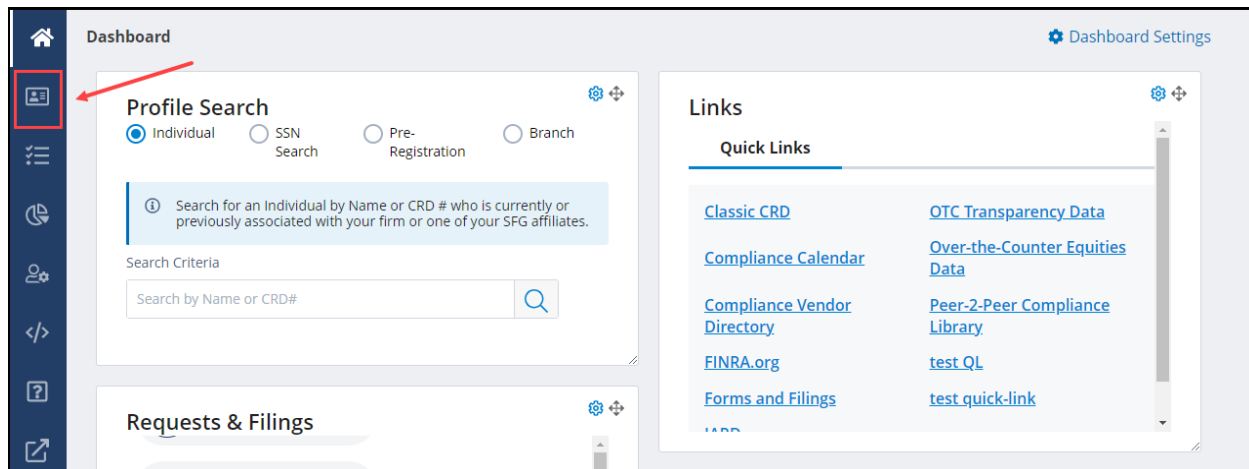 Dashboard
Dashboard Settings
Profile Search
Individual
SSN
Search
Pre-
Registration
Branch
Search for an Individual by Name or CRD # who is currently or
previously associated with your firm or one of your SFG affiliates.
Search Criteria
Search by Name or CRD#
Requests & Filings
Links
Quick Links
Classic CRD
Compliance Calendar
Compliance Vendor
Directory
FINRA.org
Forms and Filings
OTC Transparency Data
Over-the-Counter Equities
Data
Peer-2-Peer Compliance
Library
test QL
test quick-link